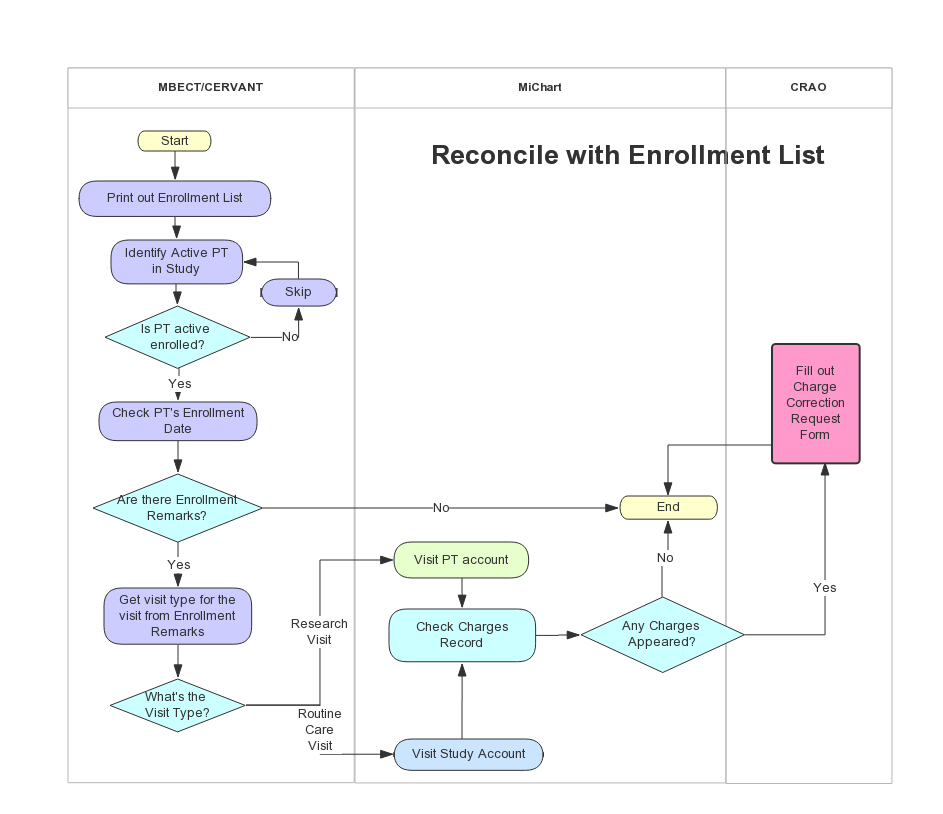 MBECT/CERVANT
MiChart
CRAO
Reconcile with Enrollment List
Start
Print out Enrollment List
Identify Active PT
in Study
Skip
Is PT active
enrolled?
No
Yes
Check PT's Enrollment
Date
Are there Enrollment
Remarks?
No
Yes
Get visit type for the
visit from Enrollment
Remarks
What's the
Visit Type?
Research
Visit
Routine
Care
Visit
Visit PT account
Check Charges
Record
Visit Study Account
Any Charges
Appeared?
No
End
Yes
Fill out
Charge
Correction
Request
Form